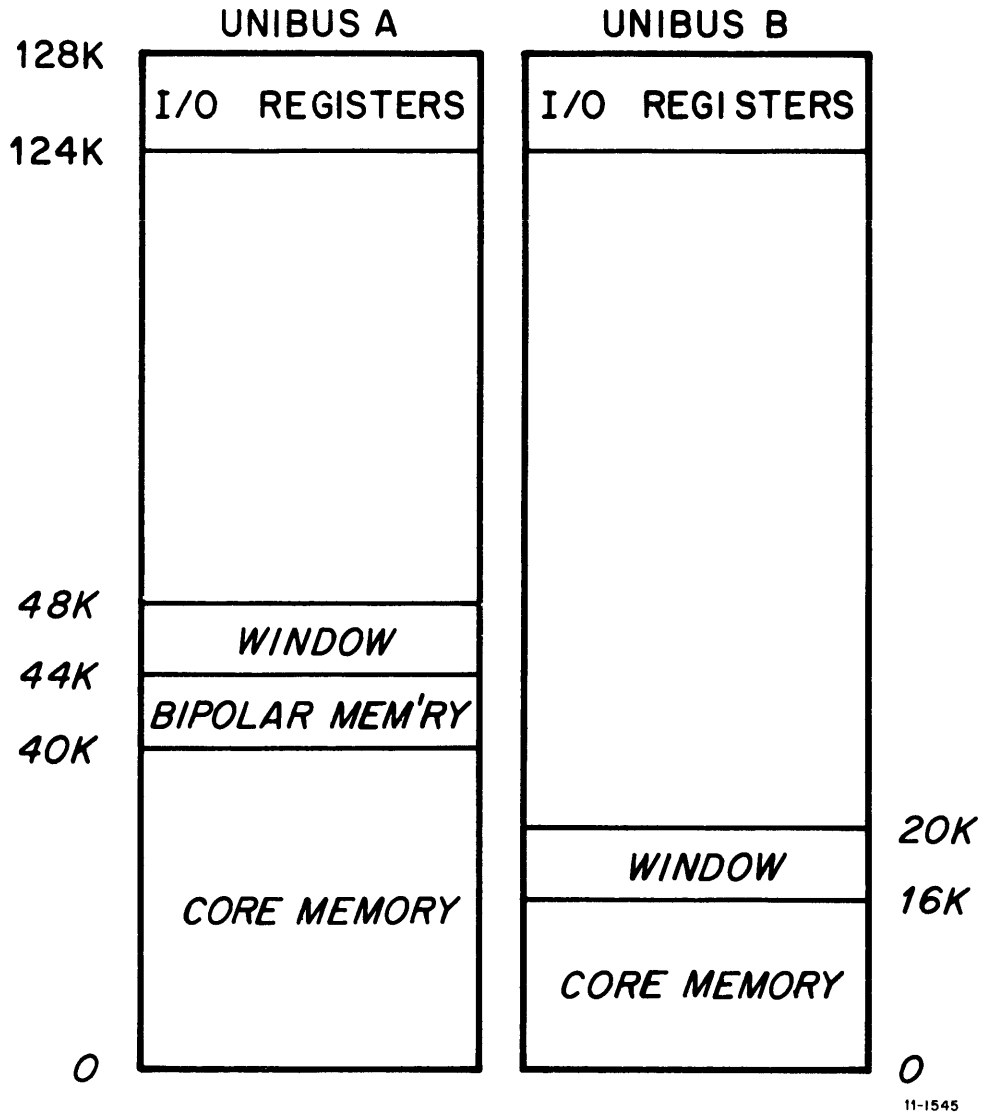 UNIBUS A
UNIBUS B
128K
I/O REGISTERS
I/O REGISTERS
124K
48K
WINDOW
44K
BIPOLAR MEM'RY
40K
20K
WINDOW
16K
CORE MEMORY
CORE MEMORY
0
0
11-1545